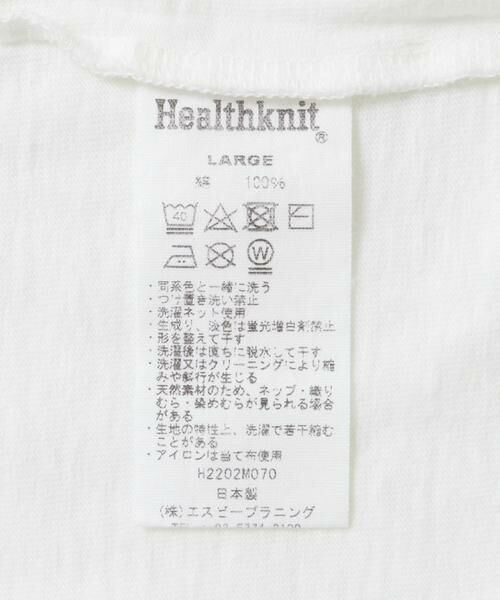 Healthknit®
LARGE
綿 100%
40
W
・同系色と一緒に洗う
・つけ置き洗い禁止
・洗濯ネット使用
・生成り、淡色は蛍光増白剤禁止
・形を整えて干す
・洗濯後は直ちに脱水して干す
・洗濯又はクリーニングにより縮
みや斜行が生じる
・天然素材のため、ネップ・織り
むら・染めむらが見られる場合
がある
・生地の特性上、洗濯で若干縮む
ことがある
・アイロンは当て布使用
H2202M070
日本製
(株)エスピープラニング